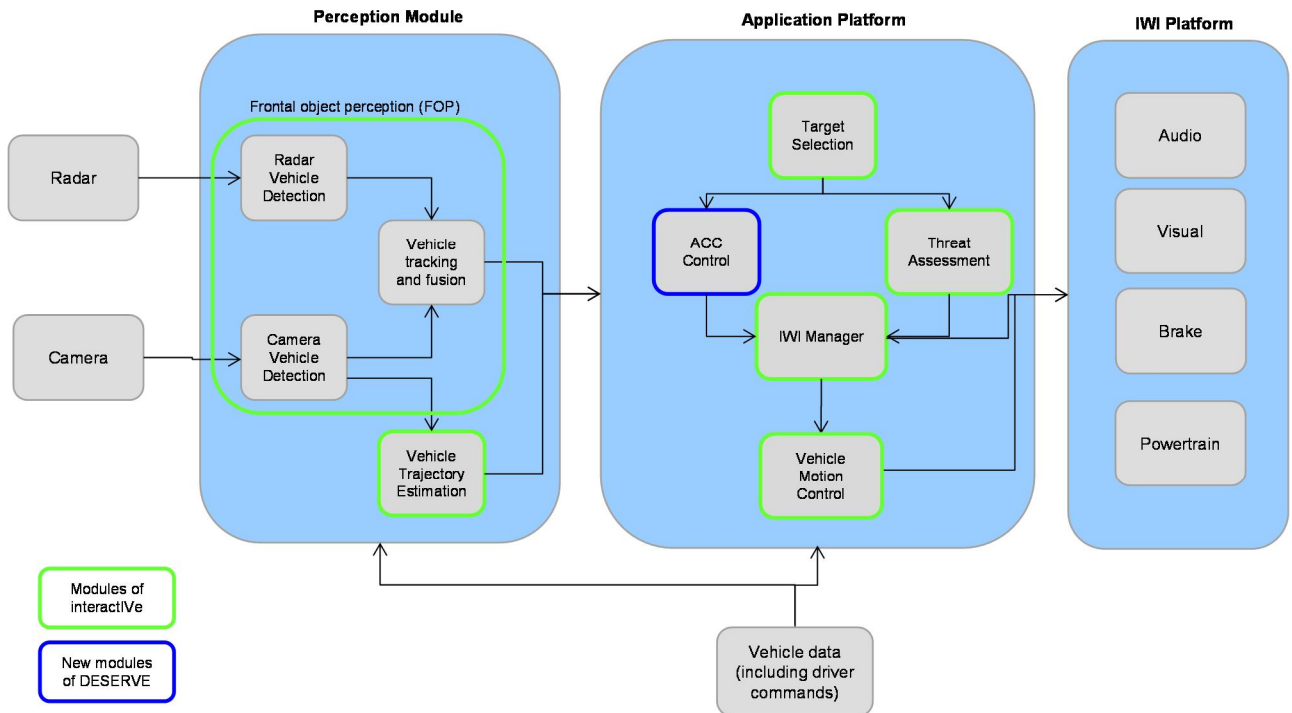 Perception Module
Application Platform
IWI Platform
Frontal object perception (FOP)
Radar
Radar
Vehicle
Detection
Vehicle
tracking
and fusion
Camera
Camera
Vehicle
Detection
Vehicle
Trajectory
Estimation
Target
Selection
ACC
Control
Threat
Assessment
IWI Manager
Vehicle
Motion
Control
Audio
Visual
Brake
Powertrain
Modules of
interactIVe
New modules
of DESERVE
Vehicle data
(including driver
commands)